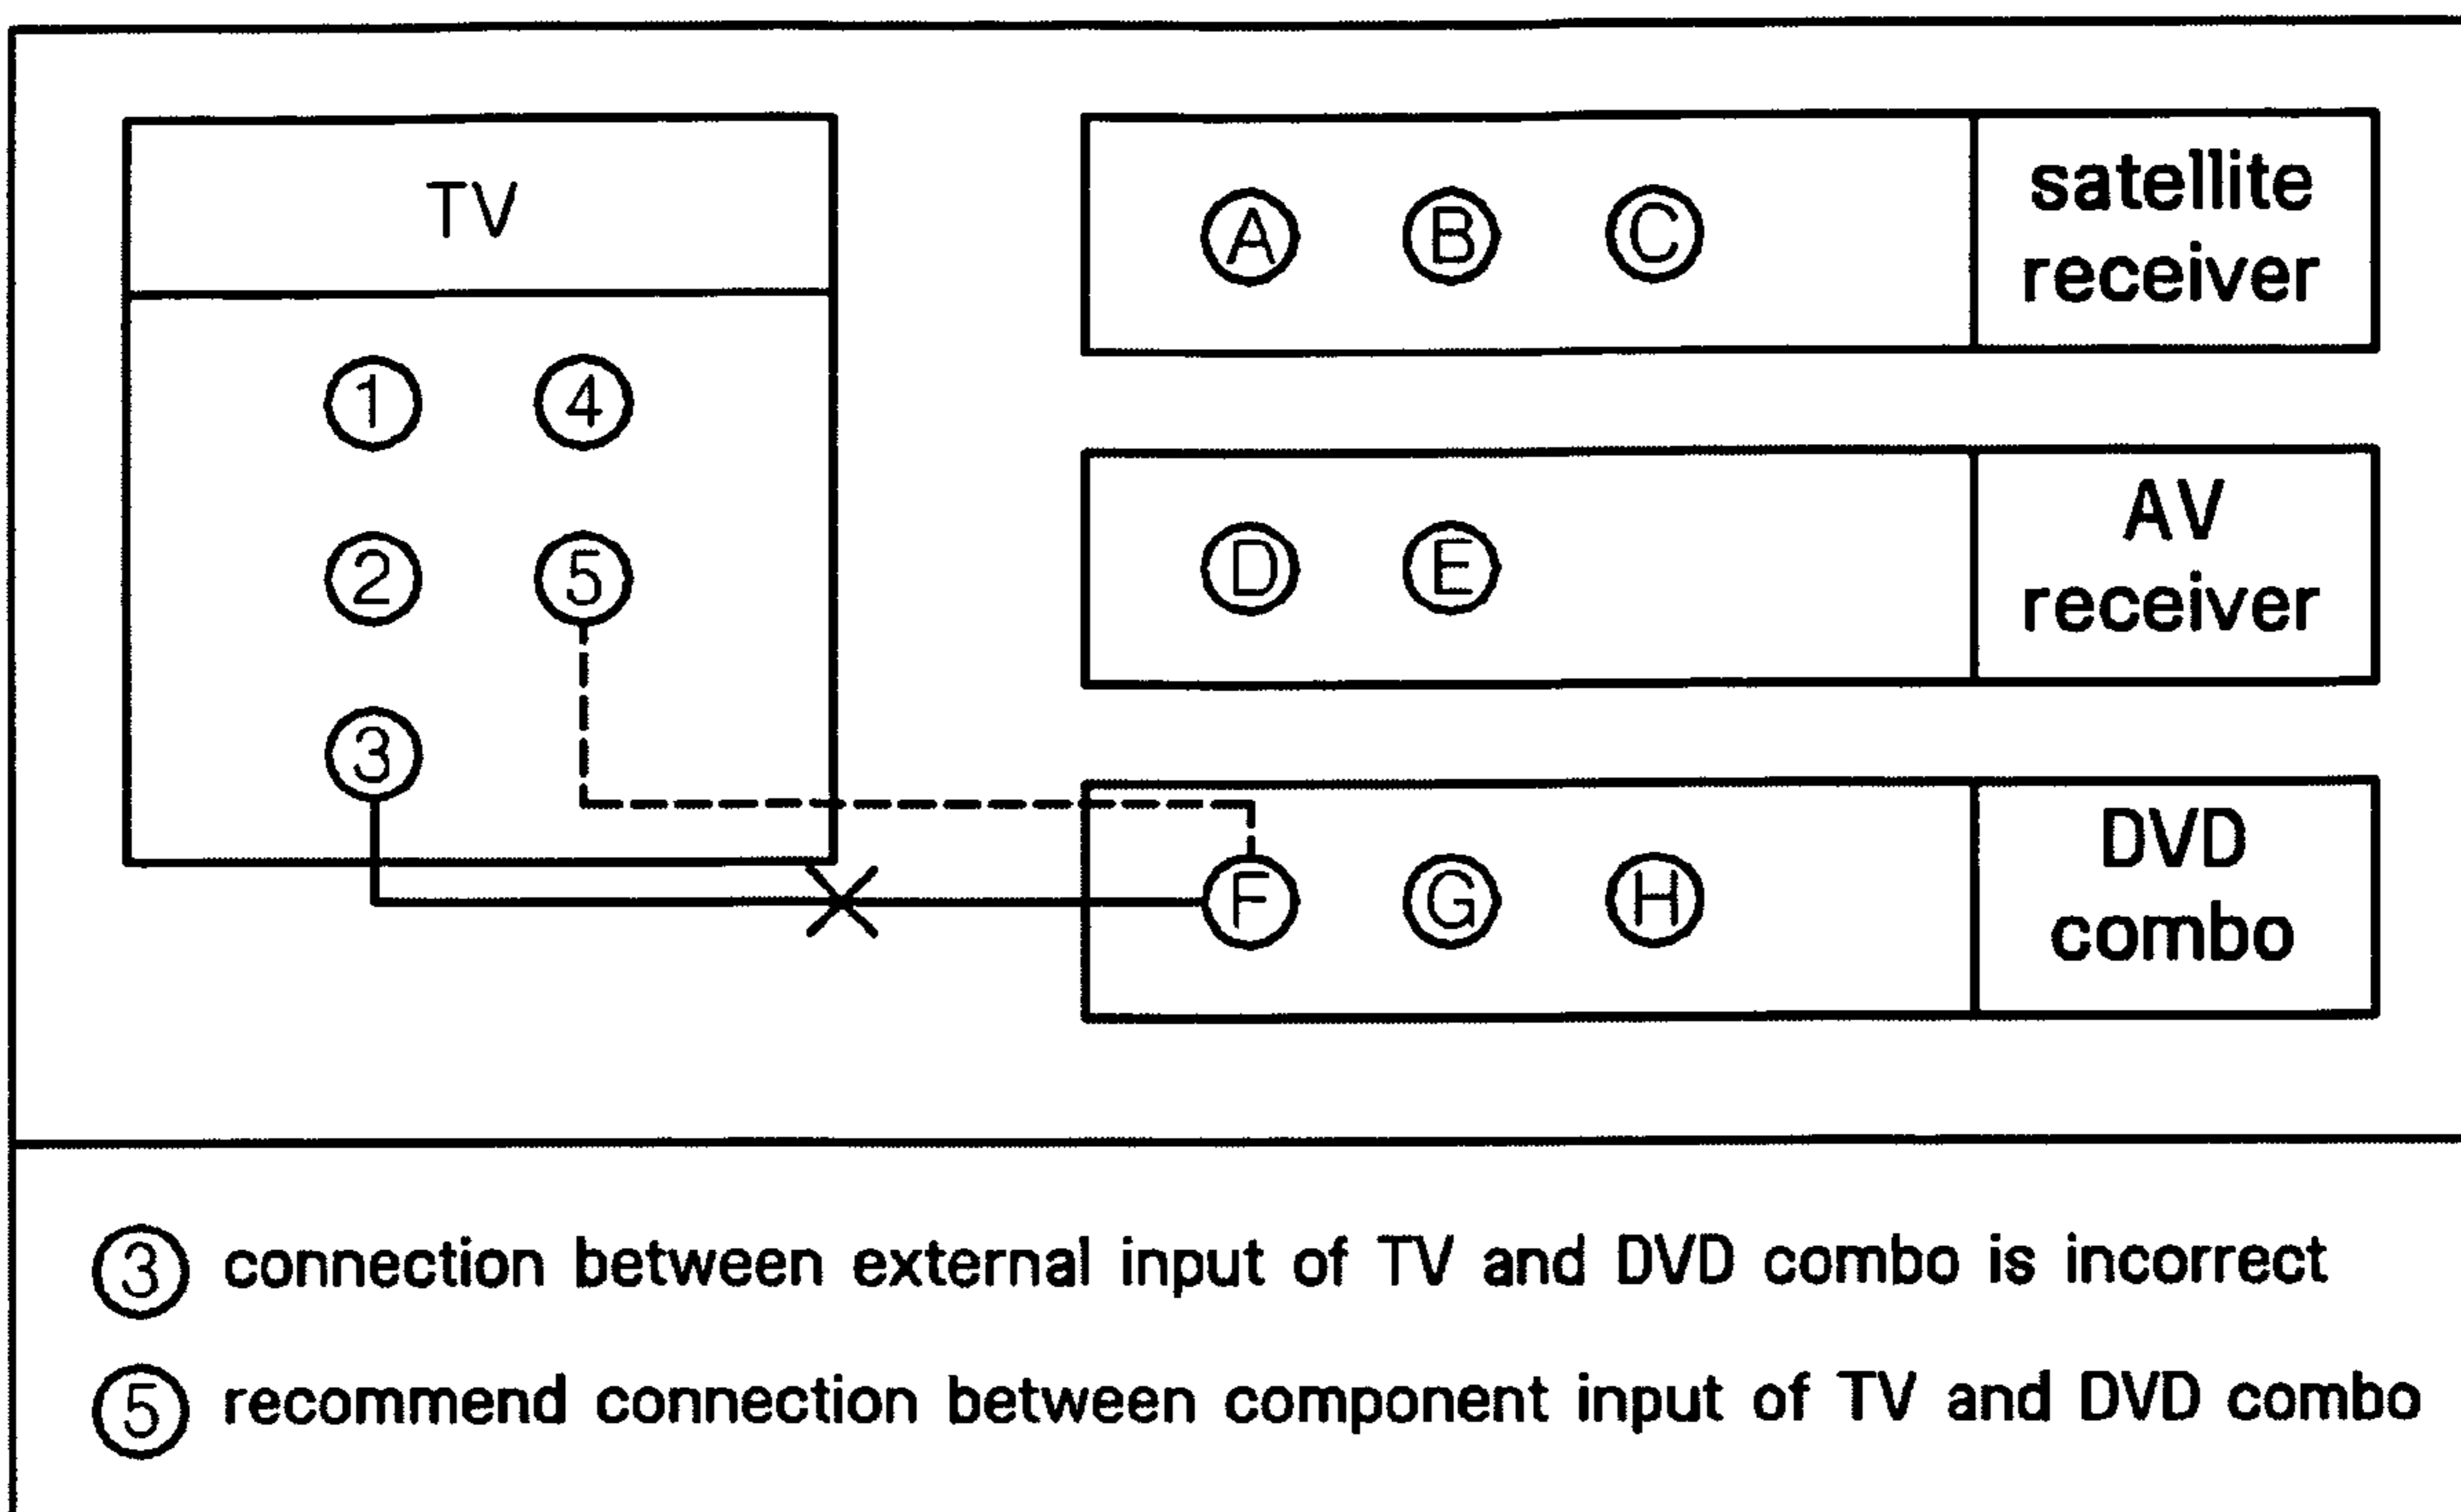 TV
① ④
② ⑤
③
Ⓐ Ⓑ Ⓒ
satellite
receiver
Ⓓ Ⓔ
AV
receiver
Ⓕ Ⓖ Ⓗ
DVD
combo
③ connection between external input of TV and DVD combo is incorrect
⑤ recommend connection between component input of TV and DVD combo